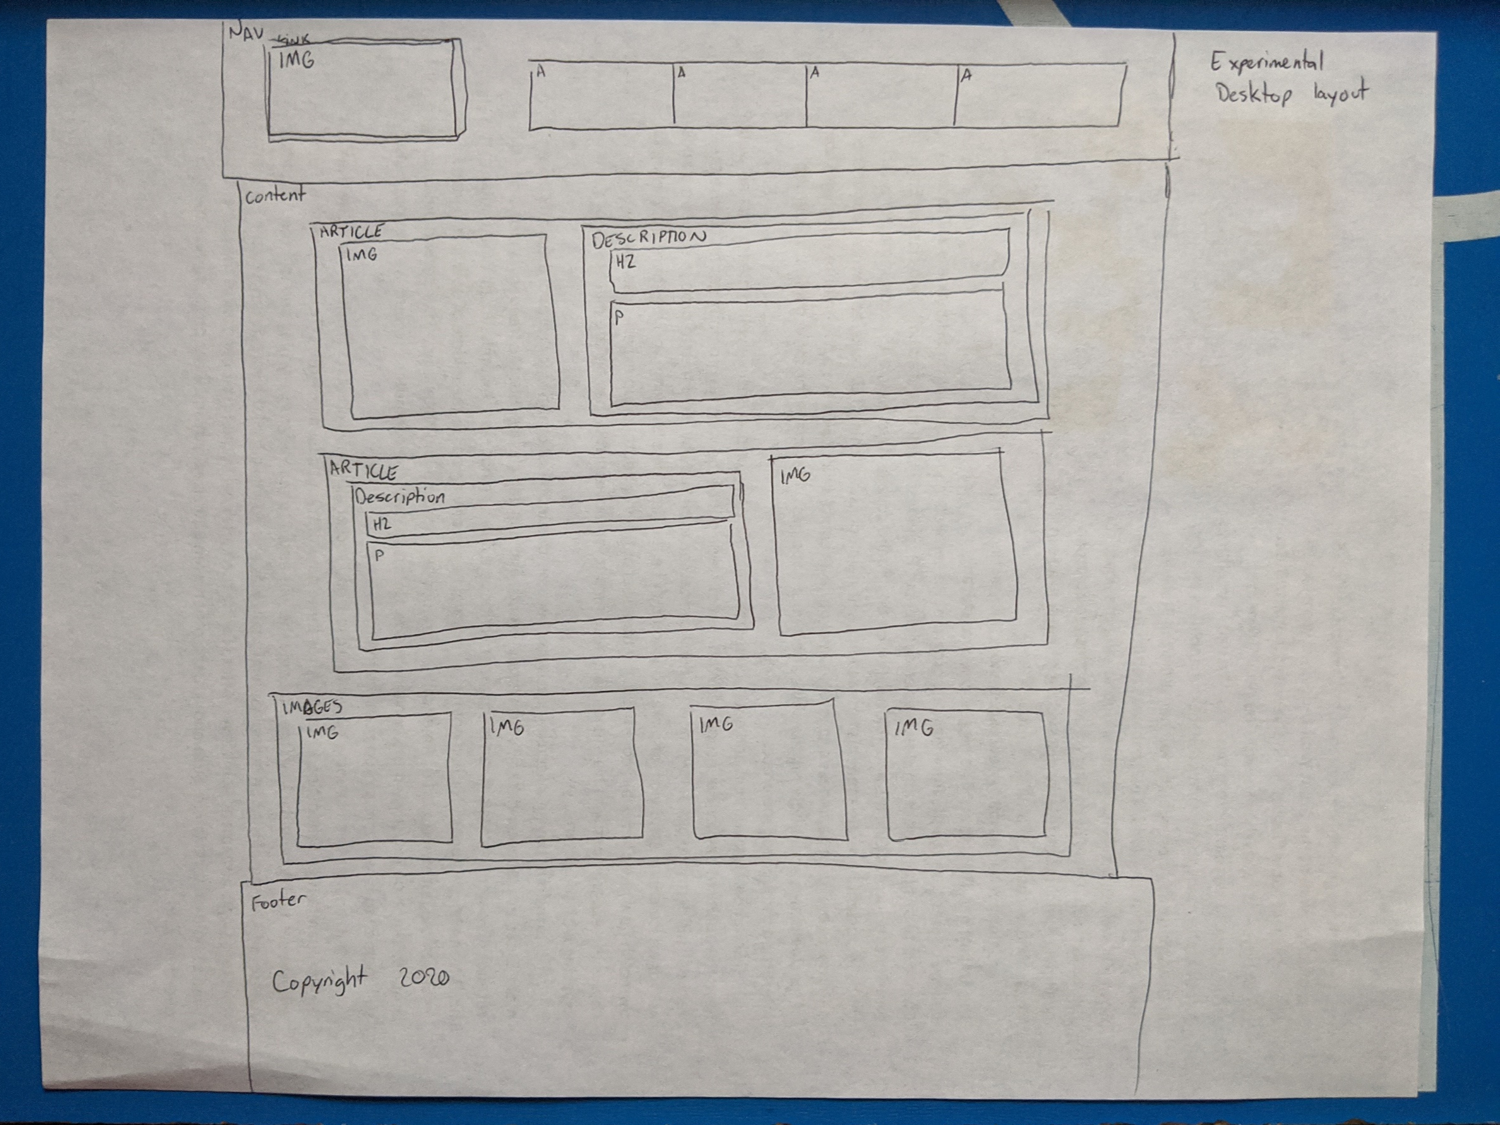 NAV LINK
IMG
A A A A
Experimental
Desktop layout
Content
ARTICLE
IMG
DESCRIPTION
H2
P
ARTICLE
Description
H2
P
IMG
IMAGES
IMG IMG IMG IMG
Footer
Copyright 2020